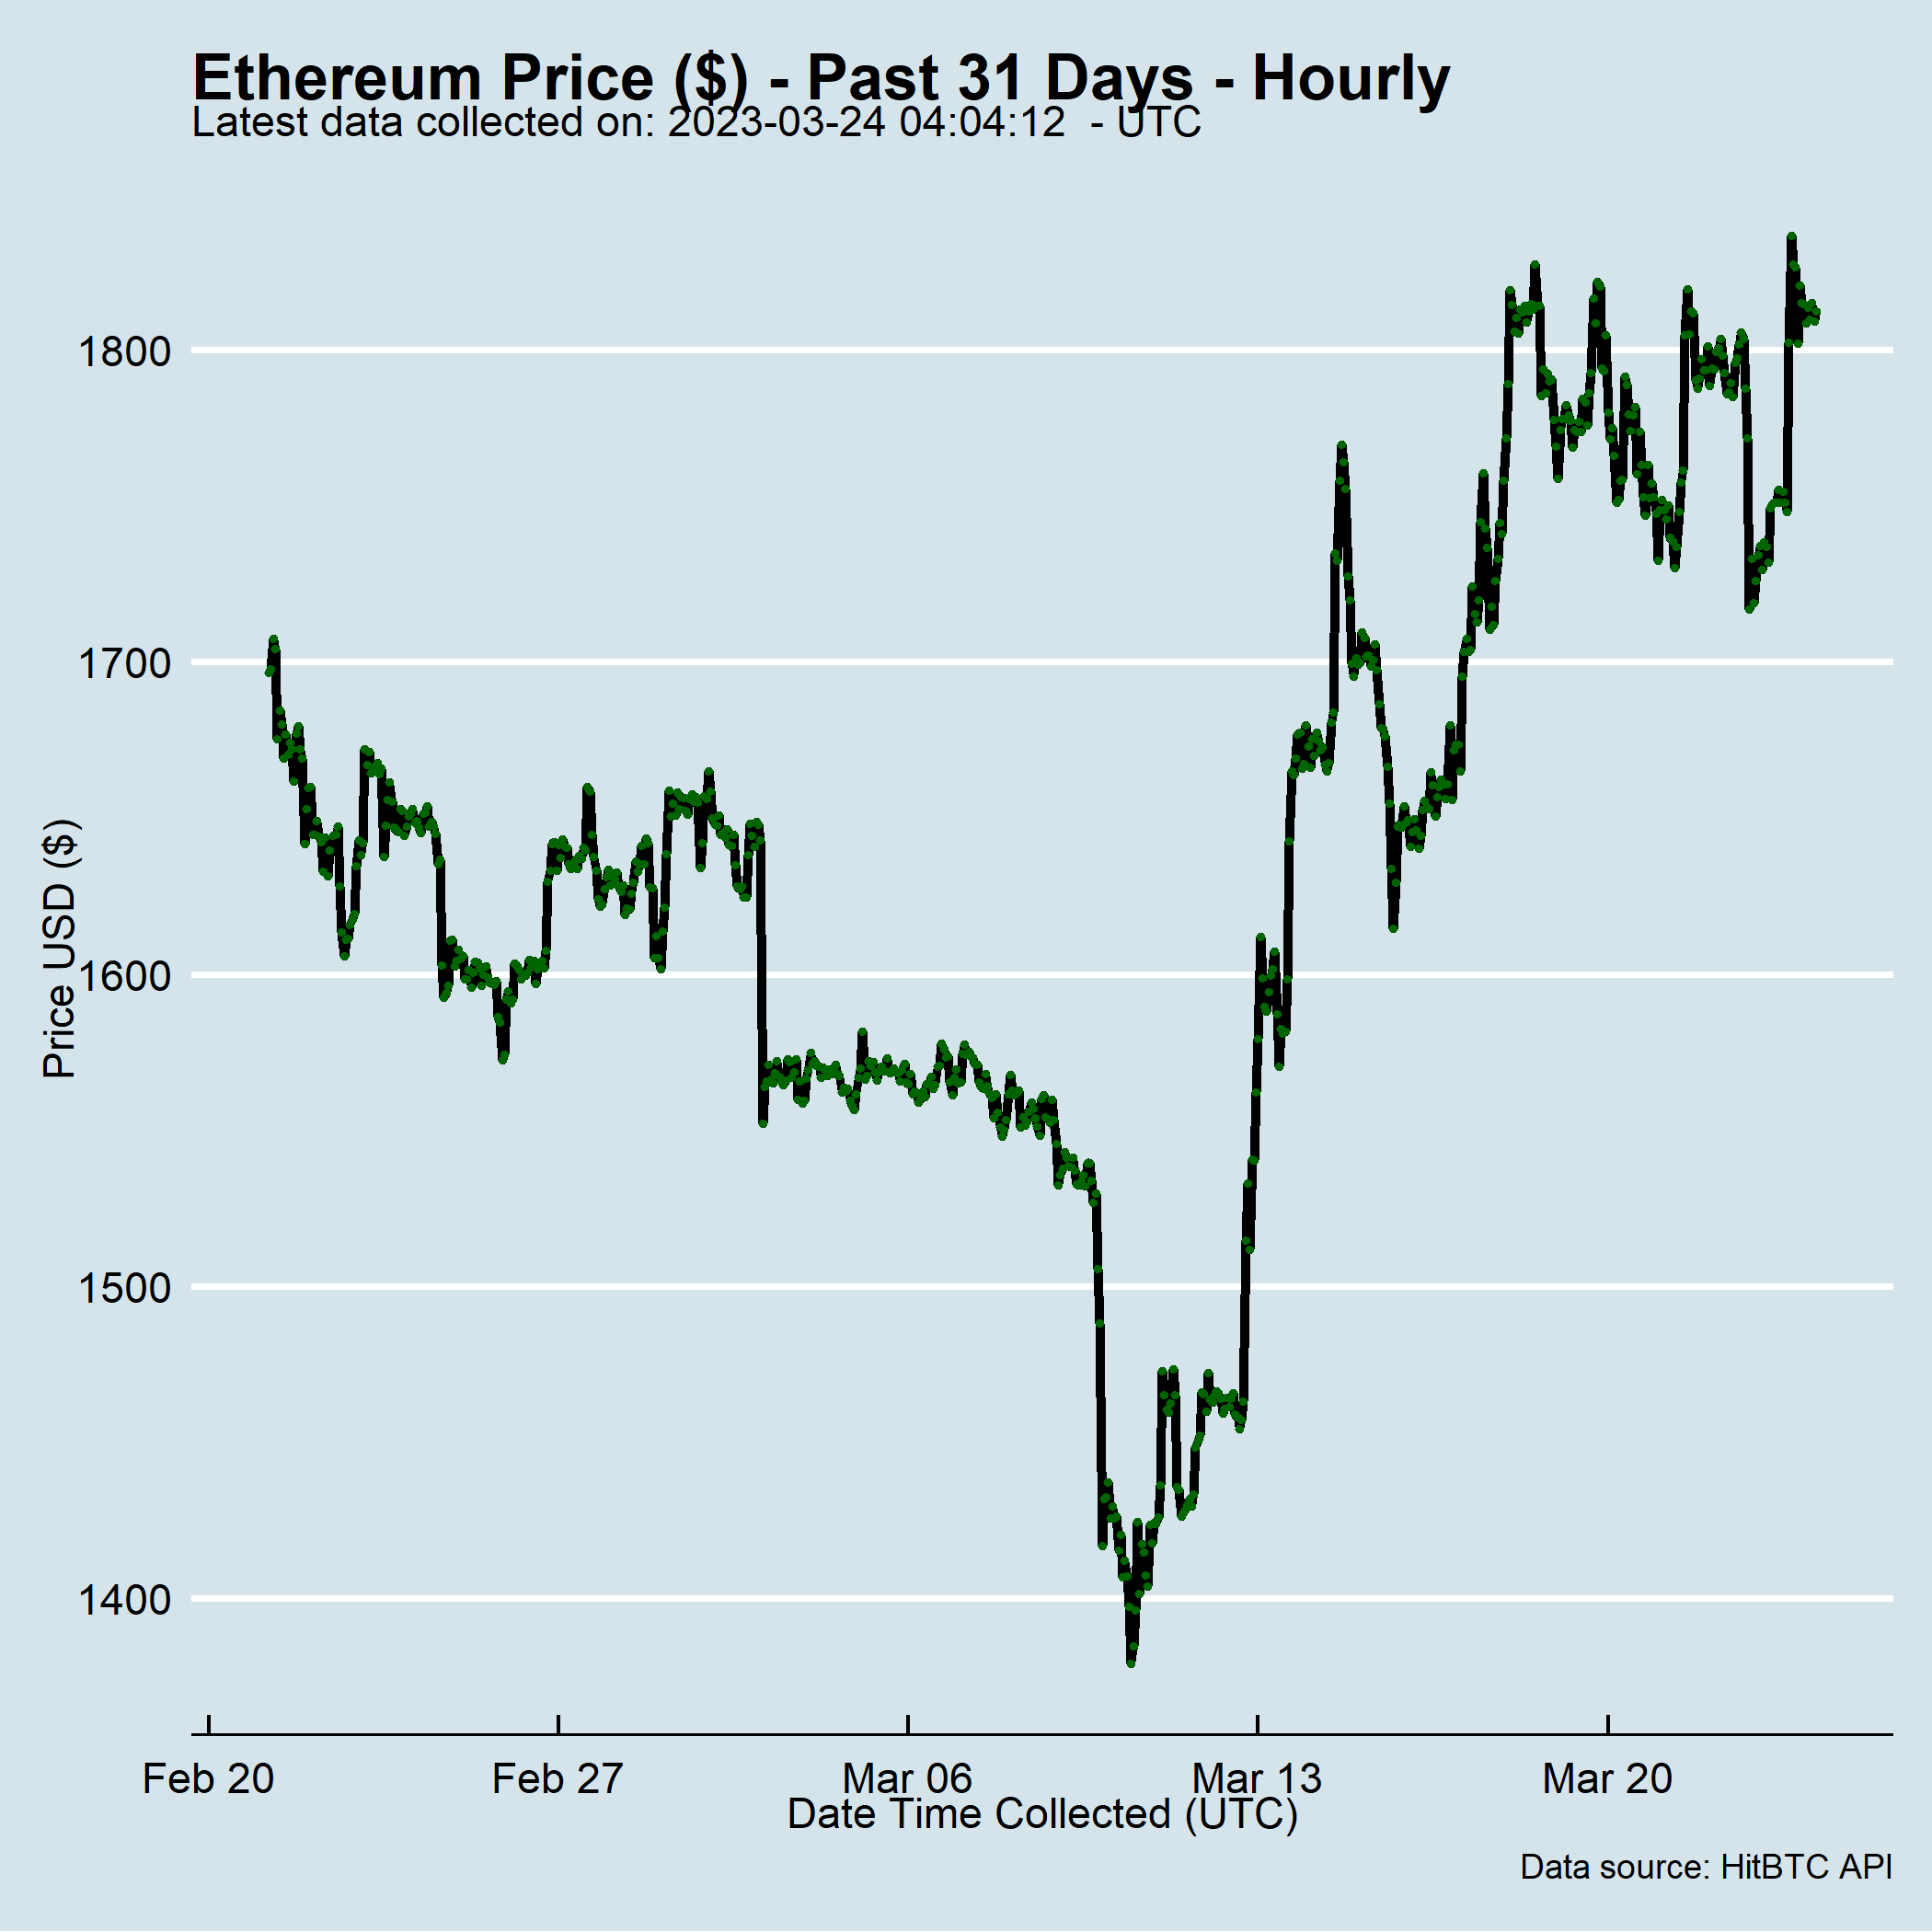 Ethereum Price ($) - Past 31 Days - Hourly
Latest data collected on: 2023-03-24 04:04:12  - UTC
Price USD ($)
1800
1700
1600
1500
1400
Feb 20
Feb 27
Mar 06
Mar 13
Mar 20
Date Time Collected (UTC)
Data source: HitBTC API